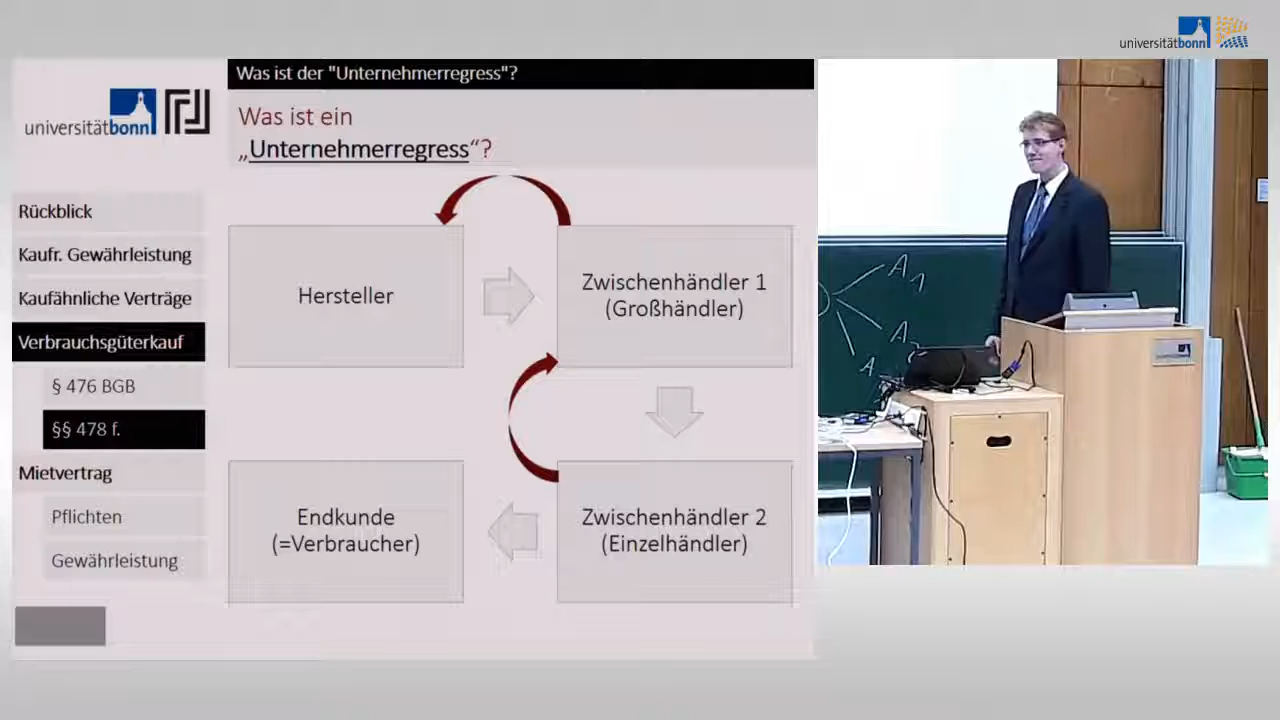 universitätbonn
Was ist der "Unternehmerregress"?
universitätbonn
Was ist ein
„Unternehmerregress“?
Rückblick
Kaufr. Gewährleistung
Kaufähnliche Verträge
Verbrauchsgüterkauf
§ 476 BGB
§§ 478 f.
Mietvertrag
Pflichten
Gewährleistung
Hersteller
Zwischenhändler 1
(Großhändler)
Endkunde
(=Verbraucher)
Zwischenhändler 2
(Einzelhändler)
A 1
A
A